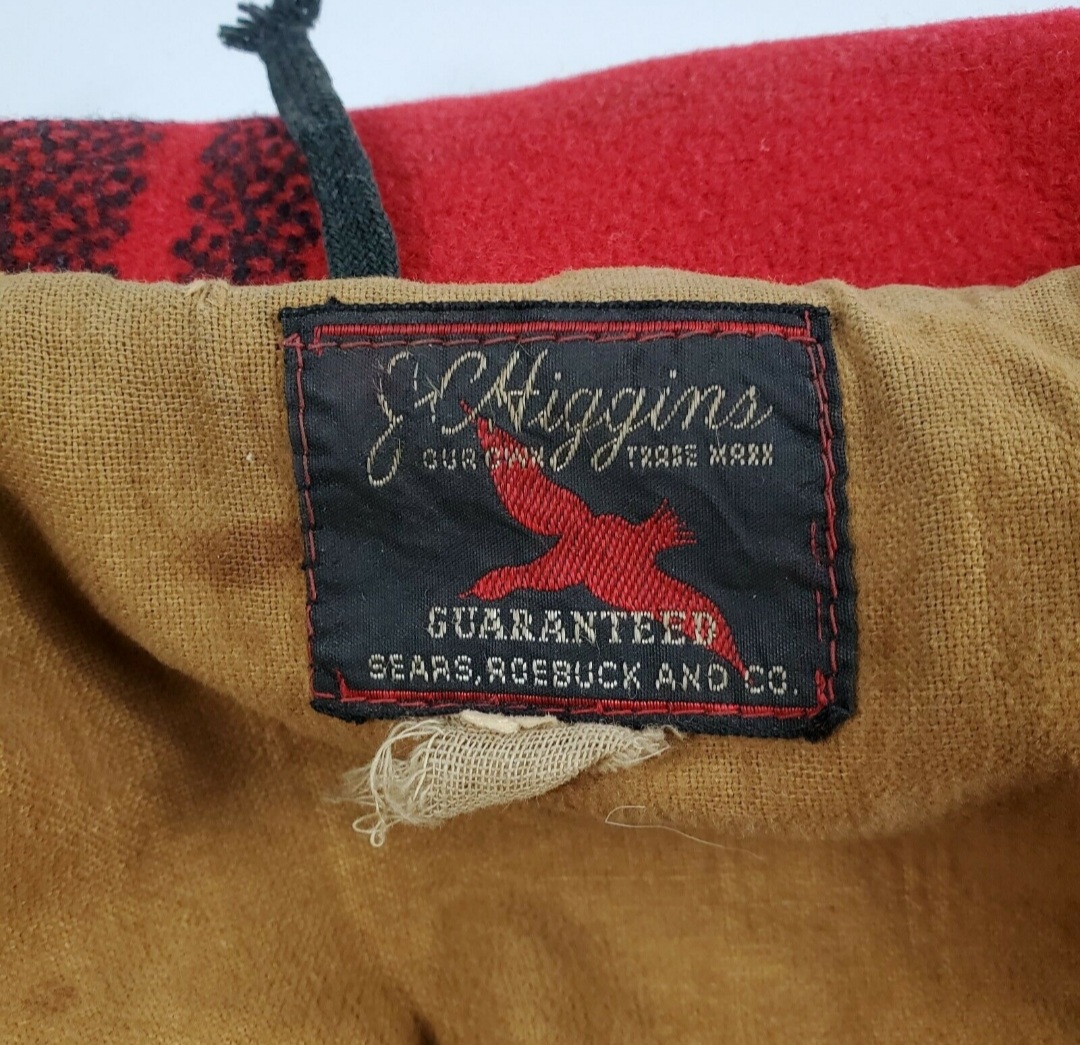 J.C. Higgins
OUR OWN TRADE MARK
GUARANTEED
SEARS, ROEBUCK AND CO.